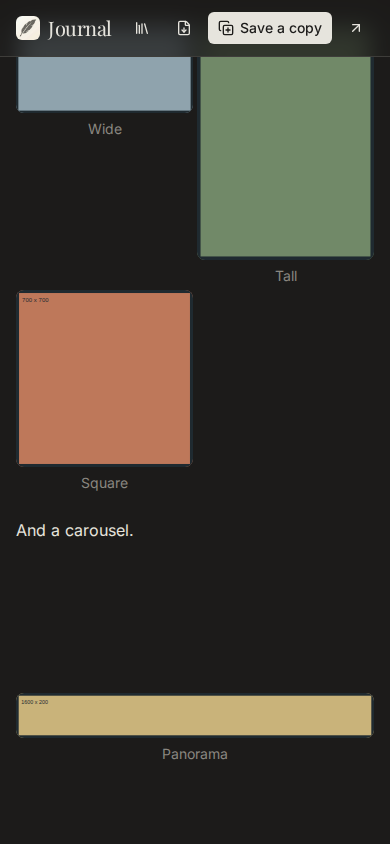 Journal
Save a copy
Wide
Tall
700 x 700
Square
And a carousel.
1600 x 200
Panorama